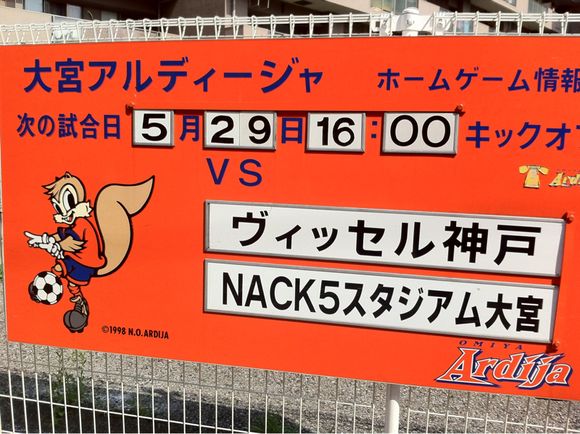 大宮アルディージャ ホームゲーム情報
次の試合日 5月29日 16:00 キックオフ
VS
ヴィッセル神戸
NACK5スタジアム大宮
©1998 N.O.ARDIJA
OMIYA
Ardija